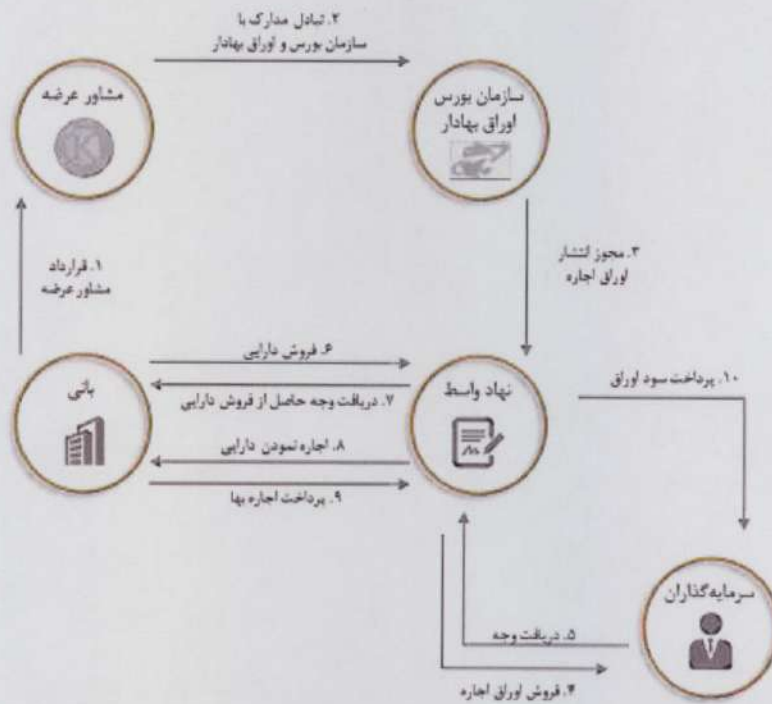 ۲. تبادل مدارک با
سازمان بورس و اوراق بهادار
مشاور عرضه
سازمان بورس
اوراق بهادار
۱. قرارداد
مشاور عرضه
۳. مجوز انتشار
اوراق اجاره
۶. فروش دارایی
بانی
نهاد واسط
۱۰. پرداخت سود اوراق
۷. دریافت وجه حاصل از فروش دارایی
۸. اجاره نمودن دارایی
۹. پرداخت اجاره بها
سرمایه‌گذاران
۵. دریافت وجه
۴. فروش اوراق اجاره